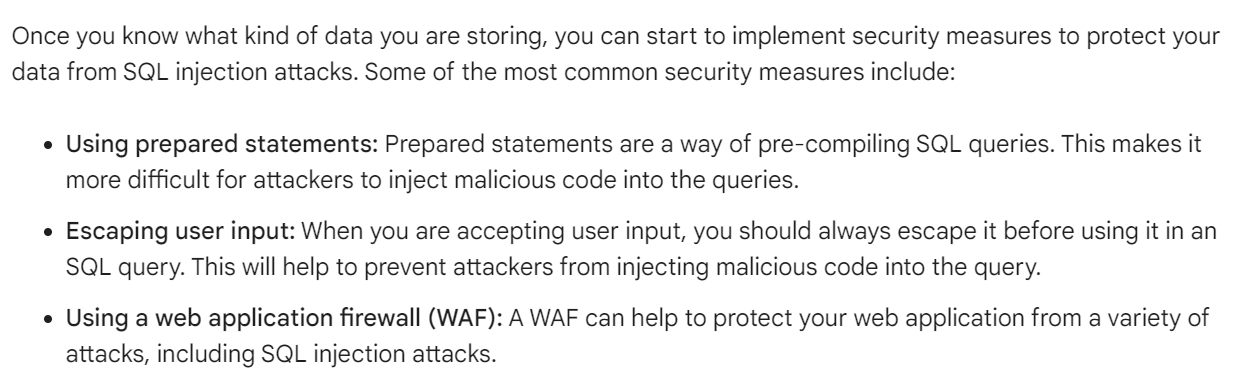 Once you know what kind of data you are storing, you can start to implement security measures to protect your
data from SQL injection attacks. Some of the most common security measures include:
• Using prepared statements: Prepared statements are a way of pre-compiling SQL queries. This makes it
more difficult for attackers to inject malicious code into the queries.
• Escaping user input: When you are accepting user input, you should always escape it before using it in an
SQL query. This will help to prevent attackers from injecting malicious code into the query.
• Using a web application firewall (WAF): A WAF can help to protect your web application from a variety of
attacks, including SQL injection attacks.